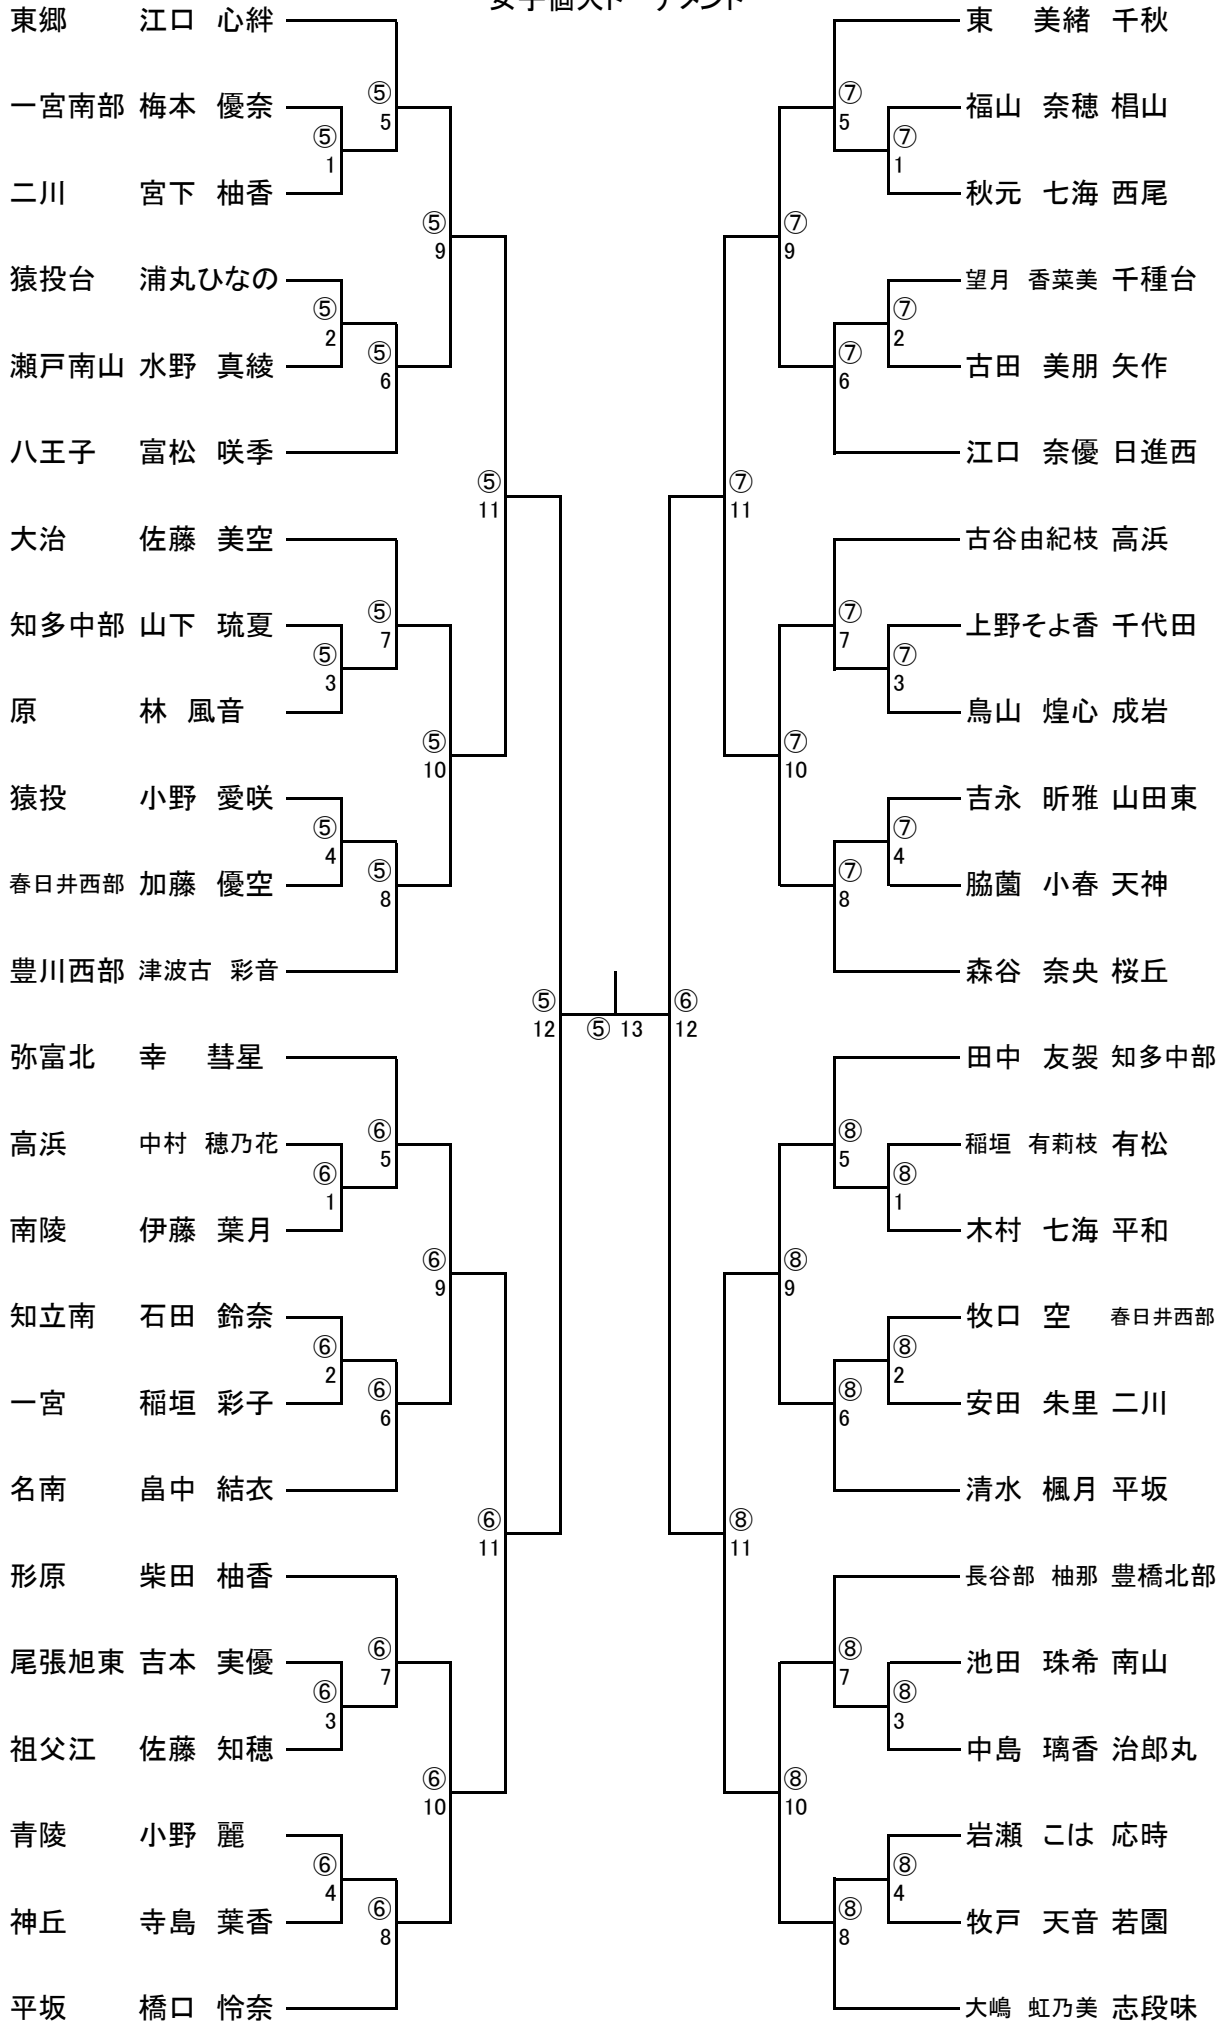 女子個人トーナメント
東郷 江口 心絆
一宮南部 梅本 優奈
二川 宮下 柚香
猿投台 浦丸ひなの
瀬戸南山 水野 真綾
八王子 富松 咲季
大治 佐藤 美空
知多中部 山下 琉夏
原 林 風音
猿投 小野 愛咲
春日井西部 加藤 優空
豊川西部 津波古 彩音
弥富北 幸 彗星
高浜 中村 穂乃花
南陵 伊藤 葉月
知立南 石田 鈴奈
一宮 稲垣 彩子
名南 畠中 結衣
形原 柴田 柚香
尾張旭東 吉本 実優
祖父江 佐藤 知穂
青陵 小野 麗
神丘 寺島 葉香
平坂 橋口 怜奈
⑤ 1
⑤ 2
⑤ 3
⑤ 4
⑥ 1
⑥ 2
⑥ 3
⑥ 4
⑤ 5
⑤ 6
⑤ 7
⑤ 8
⑥ 5
⑥ 6
⑥ 7
⑥ 8
⑤ 9
⑤ 10
⑥ 9
⑥ 10
⑤ 11
⑥ 11
⑤ 12
⑤ 13
⑥ 12
⑦ 11
⑧ 11
⑦ 9
⑦ 10
⑧ 9
⑧ 10
⑦ 5
⑦ 6
⑦ 7
⑦ 8
⑧ 5
⑧ 6
⑧ 7
⑧ 8
⑦ 1
⑦ 2
⑦ 3
⑦ 4
⑧ 1
⑧ 2
⑧ 3
⑧ 4
東 美緒 千秋
福山 奈穂 椙山
秋元 七海 西尾
望月 香菜美 千種台
古田 美朋 矢作
江口 奈優 日進西
古谷由紀枝 高浜
上野そよ香 千代田
鳥山 煌心 成岩
吉永 昕雅 山田東
脇薗 小春 天神
森谷 奈央 桜丘
田中 友袈 知多中部
稲垣 有莉枝 有松
木村 七海 平和
牧口 空 春日井西部
安田 朱里 二川
清水 楓月 平坂
長谷部 柚那 豊橋北部
池田 珠希 南山
中島 璃香 治郎丸
岩瀬 こは 応時
牧戸 天音 若園
大嶋 虹乃美 志段味